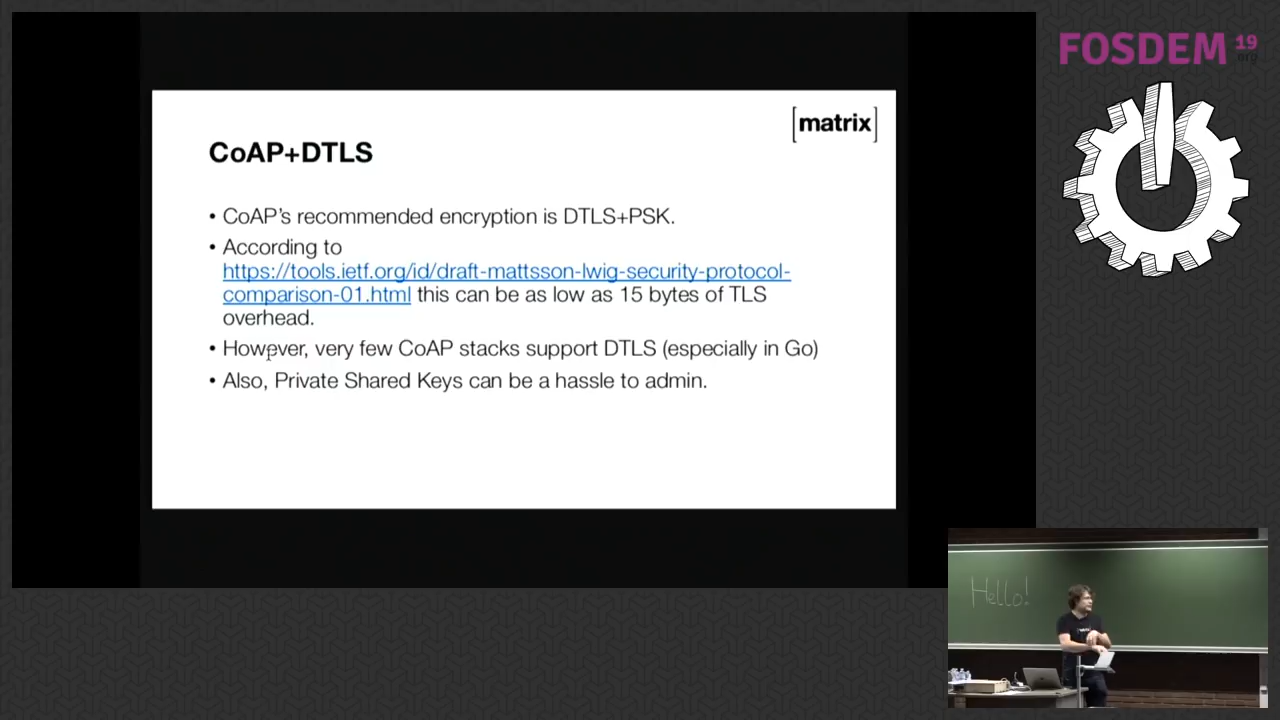 FOSDEM 19
.org
[matrix]
CoAP+DTLS
• CoAP's recommended encryption is DTLS+PSK.
• According to
https://tools.ietf.org/id/draft-mattsson-lwig-security-protocol-
comparison-01.html this can be as low as 15 bytes of TLS
overhead.
• However, very few CoAP stacks support DTLS (especially in Go)
• Also, Private Shared Keys can be a hassle to admin.
Hello!